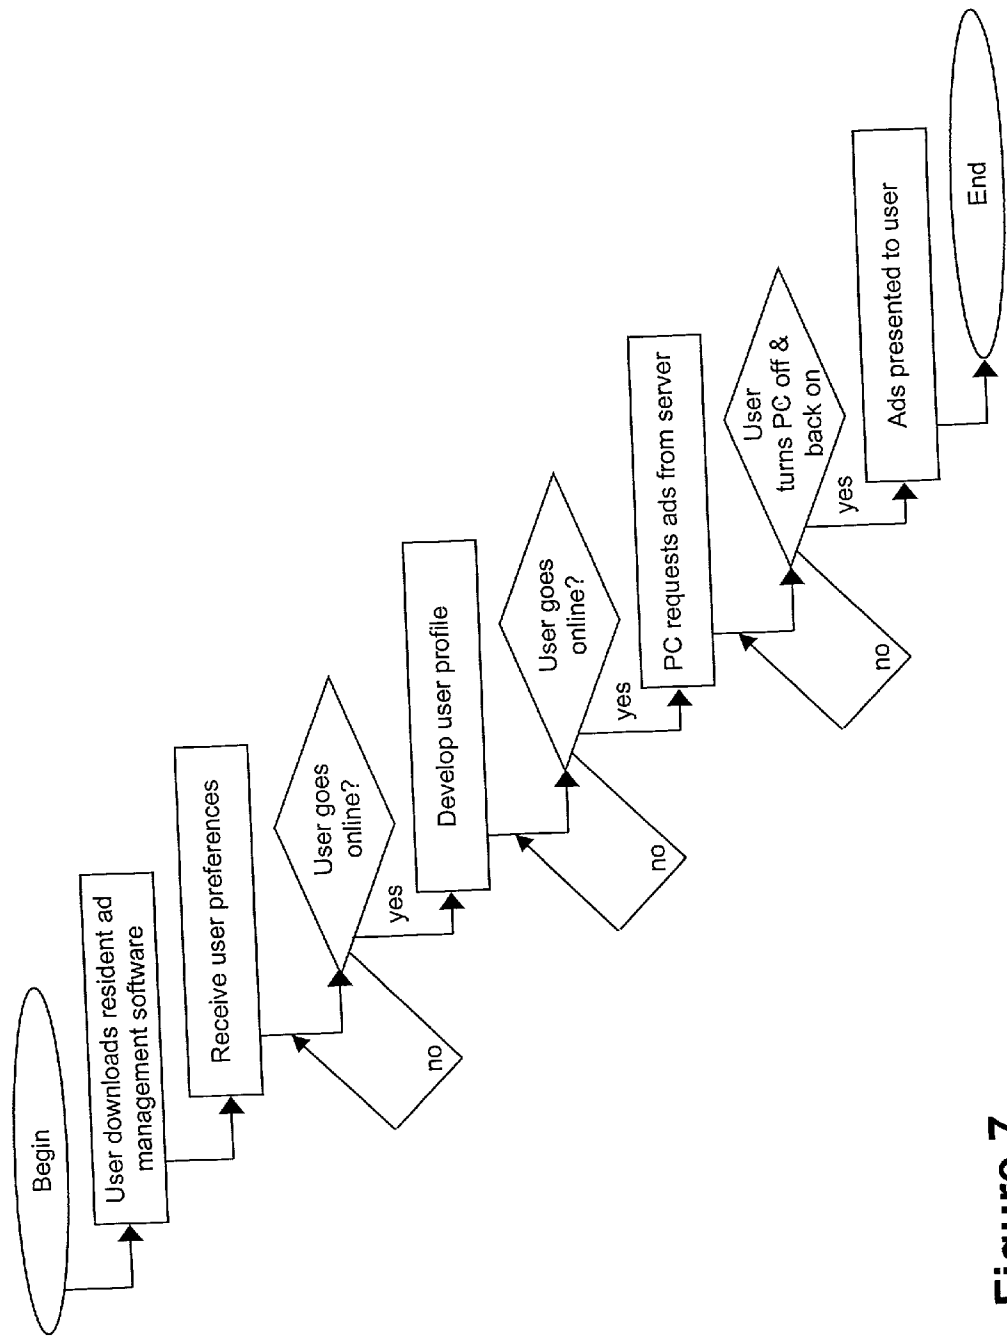 Begin
User downloads resident ad
management software
Receive user preferences
User goes
online?
no
yes
Develop user profile
User goes
online?
no
yes
PC requests ads from server
User
turns PC off &
back on
no
yes
Ads presented to user
End
Figure 7